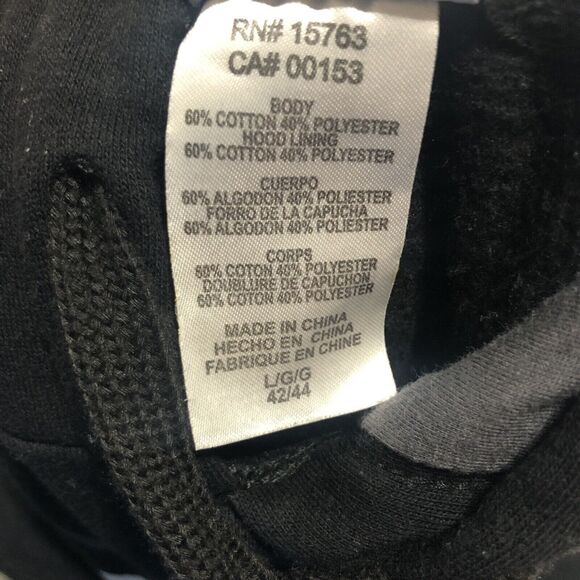 RN# 15763
CA# 00153
BODY
60% COTTON 40% POLYESTER
HOOD LINING
60% COTTON 40% POLYESTER
CUERPO
60% ALGODON 40% POLIESTER
FORRO DE LA CAPUCHA
60% ALGODON 40% POLIESTER
CORPS
60% COTON 40% POLYESTER
DOUBLURE DE CAPUCHON
60% COTON 40% POLYESTER
MADE IN CHINA
HECHO EN CHINA
FABRIQUE EN CHINE
L/G/G
42/44